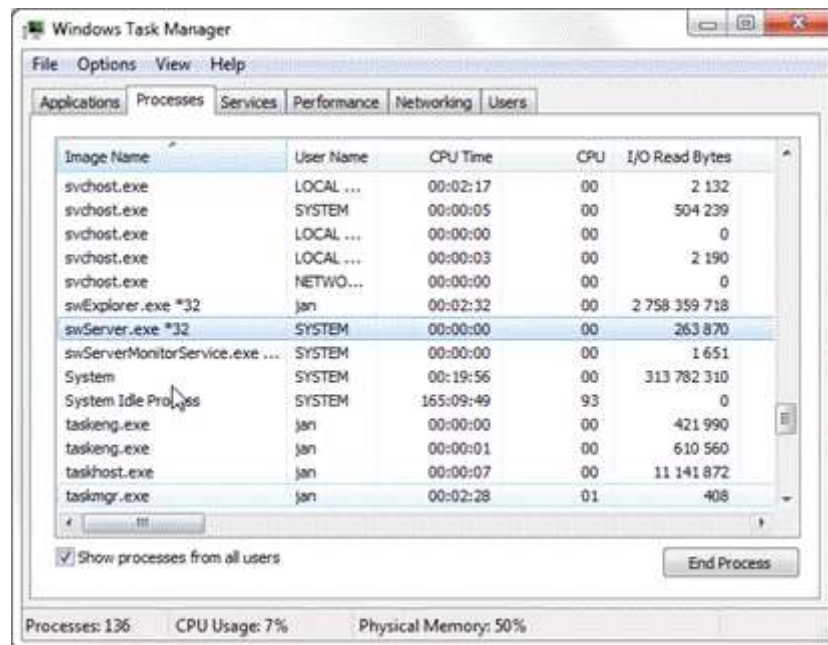 Windows Task Manager
File Options View Help
Applications Processes Services Performance Networking Users
Image Name User Name CPU Time CPU I/O Read Bytes
svchost.exe LOCAL ... 00:02:17 00 2 132
svchost.exe SYSTEM 00:00:05 00 504 239
svchost.exe LOCAL ... 00:00:00 00 0
svchost.exe LOCAL ... 00:00:03 00 2 190
svchost.exe NETWO... 00:00:00 00 0
swExplorer.exe *32 jan 00:02:32 00 2 758 359 718
swServer.exe *32 SYSTEM 00:00:00 00 263 870
swServerMonitorService.exe ... SYSTEM 00:00:00 00 1 651
System SYSTEM 00:19:56 00 313 782 310
System Idle Process SYSTEM 165:09:49 93 0
taskeng.exe jan 00:00:00 00 421 990
taskeng.exe jan 00:00:01 00 610 560
taskhost.exe jan 00:00:07 00 11 141 872
taskmgr.exe jan 00:02:28 01 408
Show processes from all users End Process
Processes: 136 CPU Usage: 7% Physical Memory: 50%